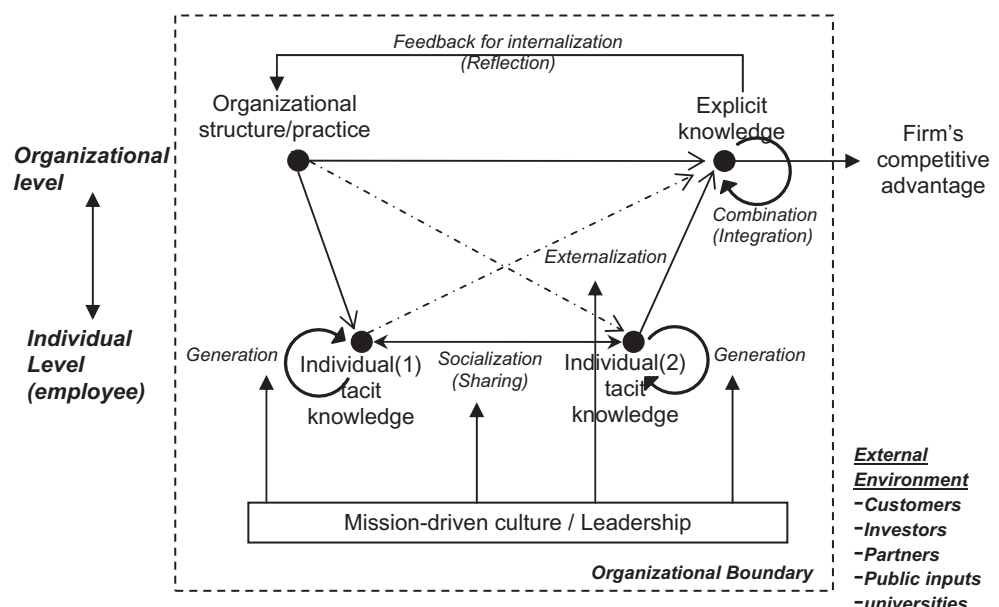 Feedback for internalization
(Reflection)
Organizational
structure/practice
Explicit
knowledge
Firm's
competitive
advantage
Organizational
level
Combination
(Integration)
Externalization
Individual
Level
(employee)
Generation
Individual(1)
tacit
knowledge
Socialization
(Sharing)
Individual(2)
tacit
knowledge
Generation
Mission-driven culture / Leadership
Organizational Boundary
External
Environment
-Customers
-Investors
-Partners
-Public inputs
-universities